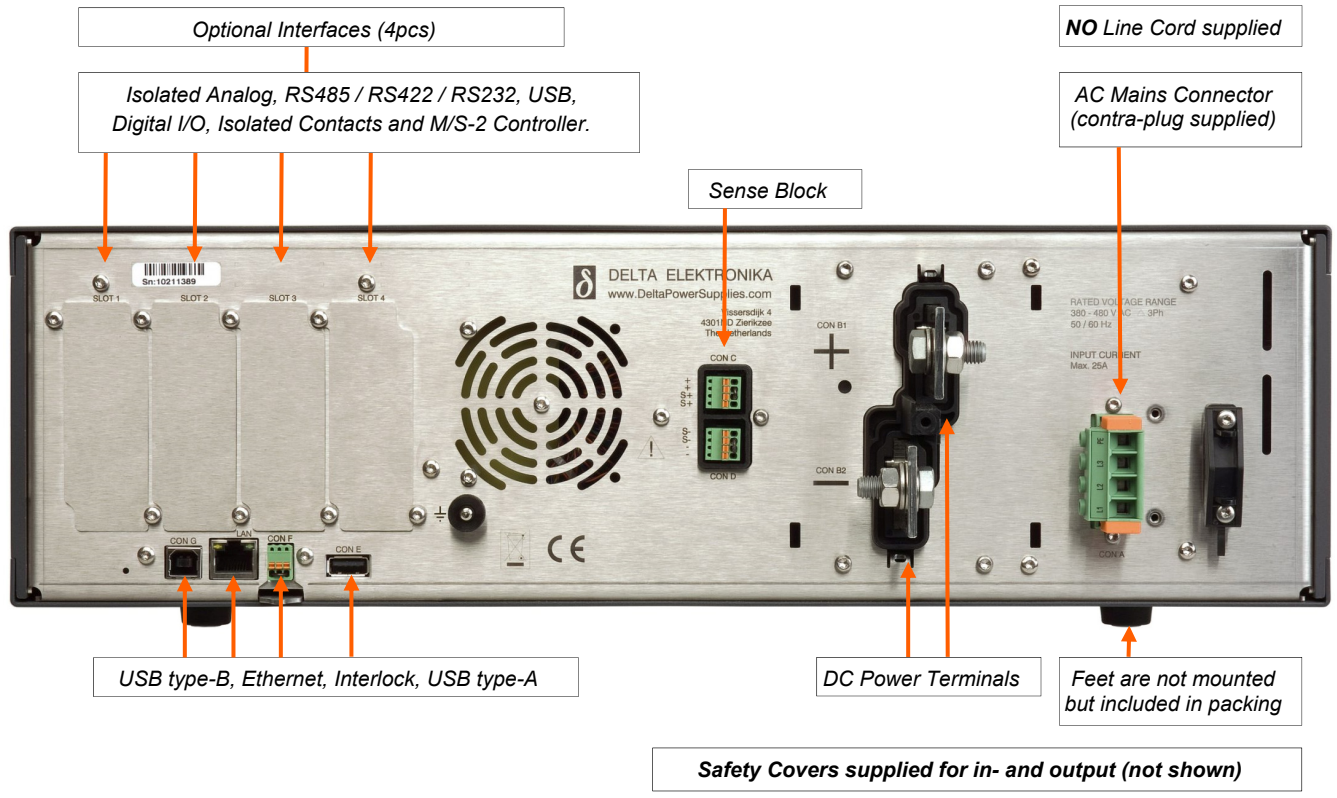 Optional Interfaces (4pcs)
NO Line Cord supplied
Isolated Analog, RS485 / RS422 / RS232, USB,
Digital I/O, Isolated Contacts and M/S-2 Controller.
AC Mains Connector
(contra-plug supplied)
Sense Block
Sn:10211389
SLOT 1
SLOT 2
SLOT 3
SLOT 4
δ DELTA ELEKTRONIKA
www.DeltaPowerSupplies.com
Vissersdijk 4
4301ND Zierikzee
The Netherlands
CON B1
+
RATED VOLTAGE RANGE
380 - 480 V AC 3Ph
50 / 60 Hz
INPUT CURRENT
Max. 25A
CON C
+
+
S+
S+
S-
S-
-
-
CON D
CON B2
−
PE
L3
L2
L1
CON A
CON G
LAN
CON F
CON E
CE
USB type-B, Ethernet, Interlock, USB type-A
DC Power Terminals
Feet are not mounted
but included in packing
Safety Covers supplied for in- and output (not shown)